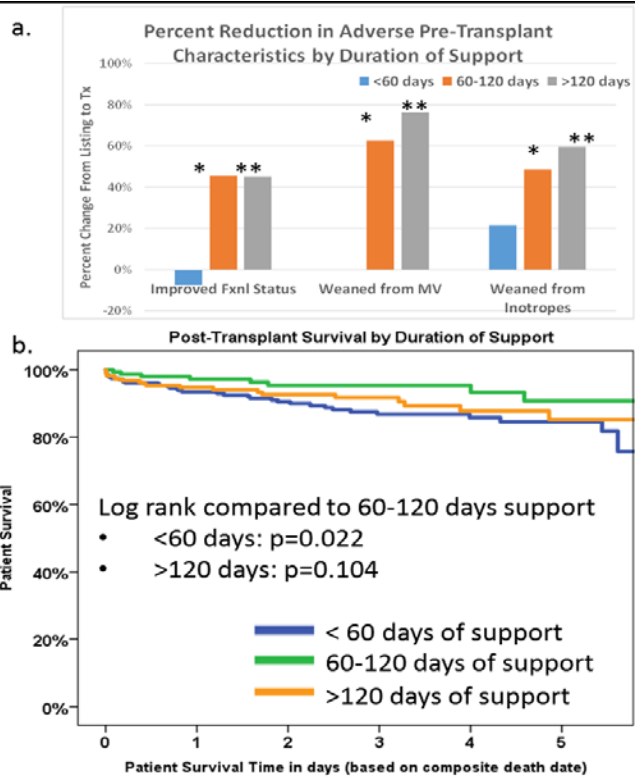 a.
Percent Reduction in Adverse Pre-Transplant
Characteristics by Duration of Support
<60 days 60-120 days >120 days
Percent Change From Listing to Tx
100%
80%
60%
40%
20%
0%
-20%
* **
* **
* **
Improved Fxnl Status Weaned from MV Weaned from
Inotropes
b.
Post-Transplant Survival by Duration of Support
Patient Survival
100%
80%
60%
40%
20%
0%
Log rank compared to 60-120 days support
• <60 days: p=0.022
• >120 days: p=0.104
< 60 days of support
60-120 days of support
>120 days of support
0 1 2 3 4 5
Patient Survival Time in days (based on composite death date)